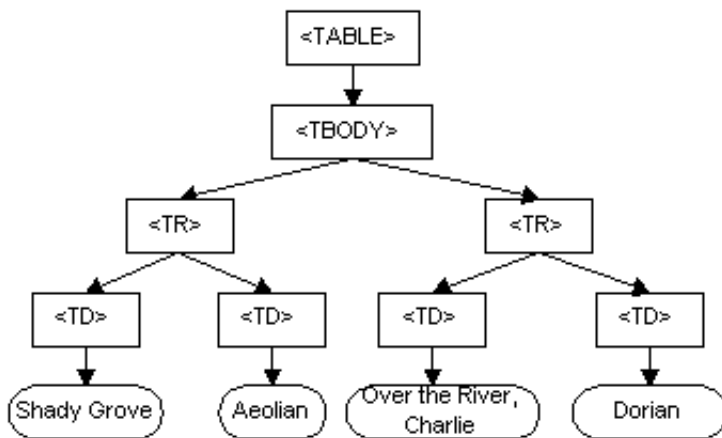 <TABLE>
<TBODY>
<TR>
<TR>
<TD>
<TD>
<TD>
<TD>
Shady Grove
Aeolian
Over the River,
Charlie
Dorian